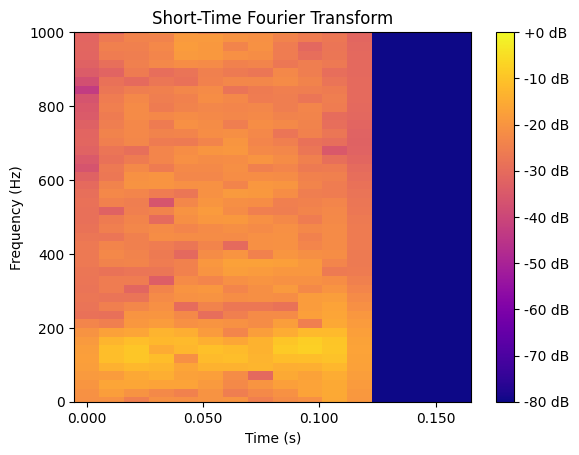 Short-Time Fourier Transform
Frequency (Hz)
1000
800
600
400
200
0
0.000
0.050
0.100
0.150
Time (s)
+0 dB
-10 dB
-20 dB
-30 dB
-40 dB
-50 dB
-60 dB
-70 dB
-80 dB